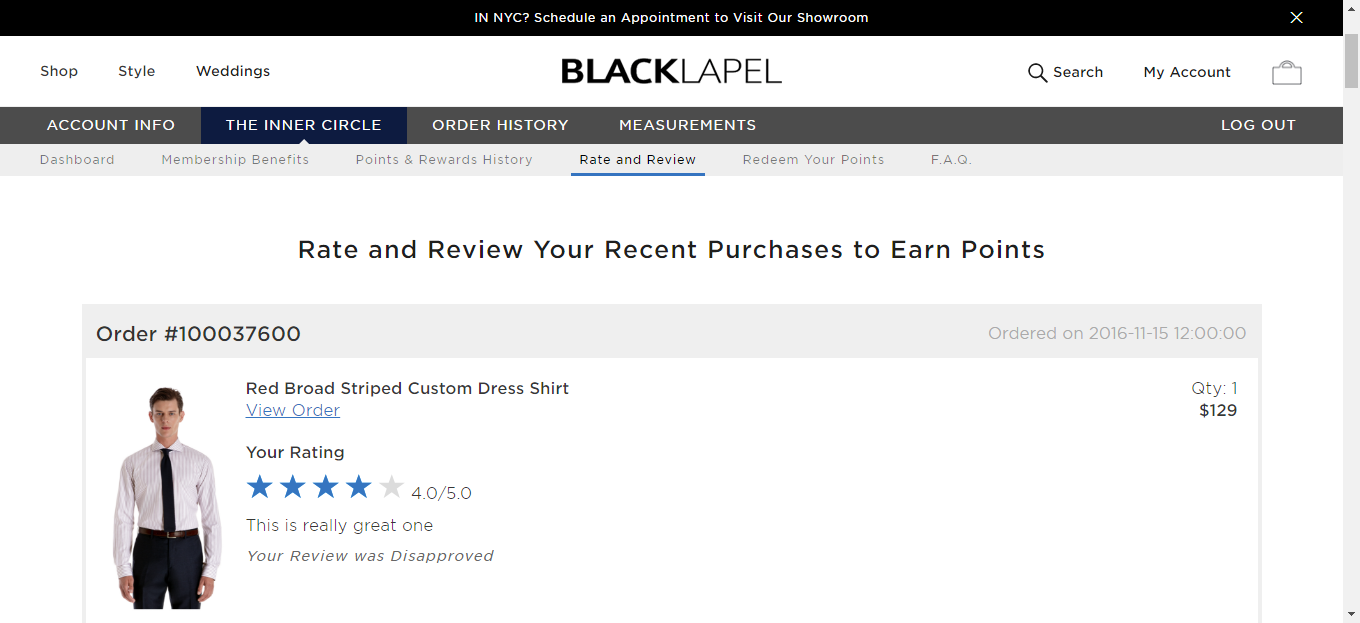 IN NYC? Schedule an Appointment to Visit Our Showroom
Shop Style Weddings BLACKLAPEL Search My Account
ACCOUNT INFO THE INNER CIRCLE ORDER HISTORY MEASUREMENTS LOG OUT
Dashboard Membership Benefits Points & Rewards History Rate and Review Redeem Your Points F.A.Q.
Rate and Review Your Recent Purchases to Earn Points
Order #100037600 Ordered on 2016-11-15 12:00:00
Red Broad Striped Custom Dress Shirt Qty: 1
View Order $129
Your Rating
4.0/5.0
This is really great one
Your Review was Disapproved